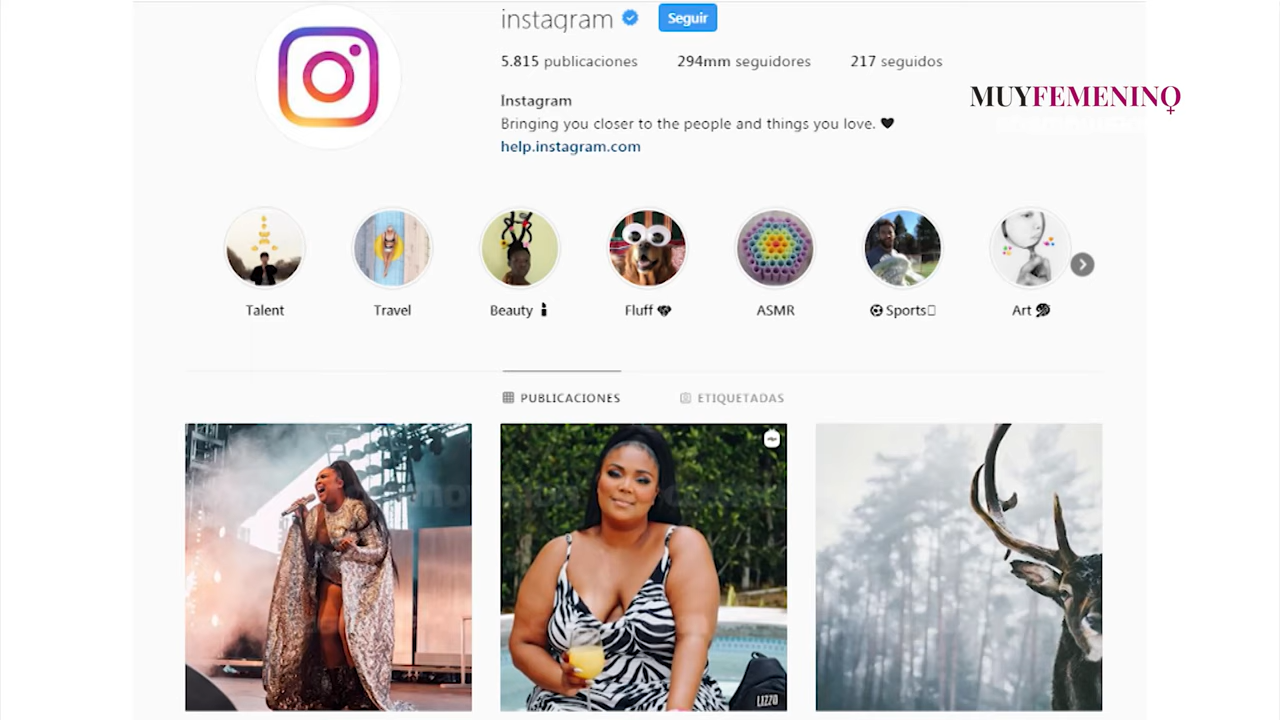 instagram
Seguir
5.815 publicaciones 294mm seguidores 217 seguidos
Instagram
Bringing you closer to the people and things you love. 🖤
help.instagram.com
MUYFEMENINO
Talent
Travel
Beauty 💄
Fluff
ASMR
⚽ Sports
Art 🎨
PUBLICACIONES
ETIQUETADAS
LIZZO